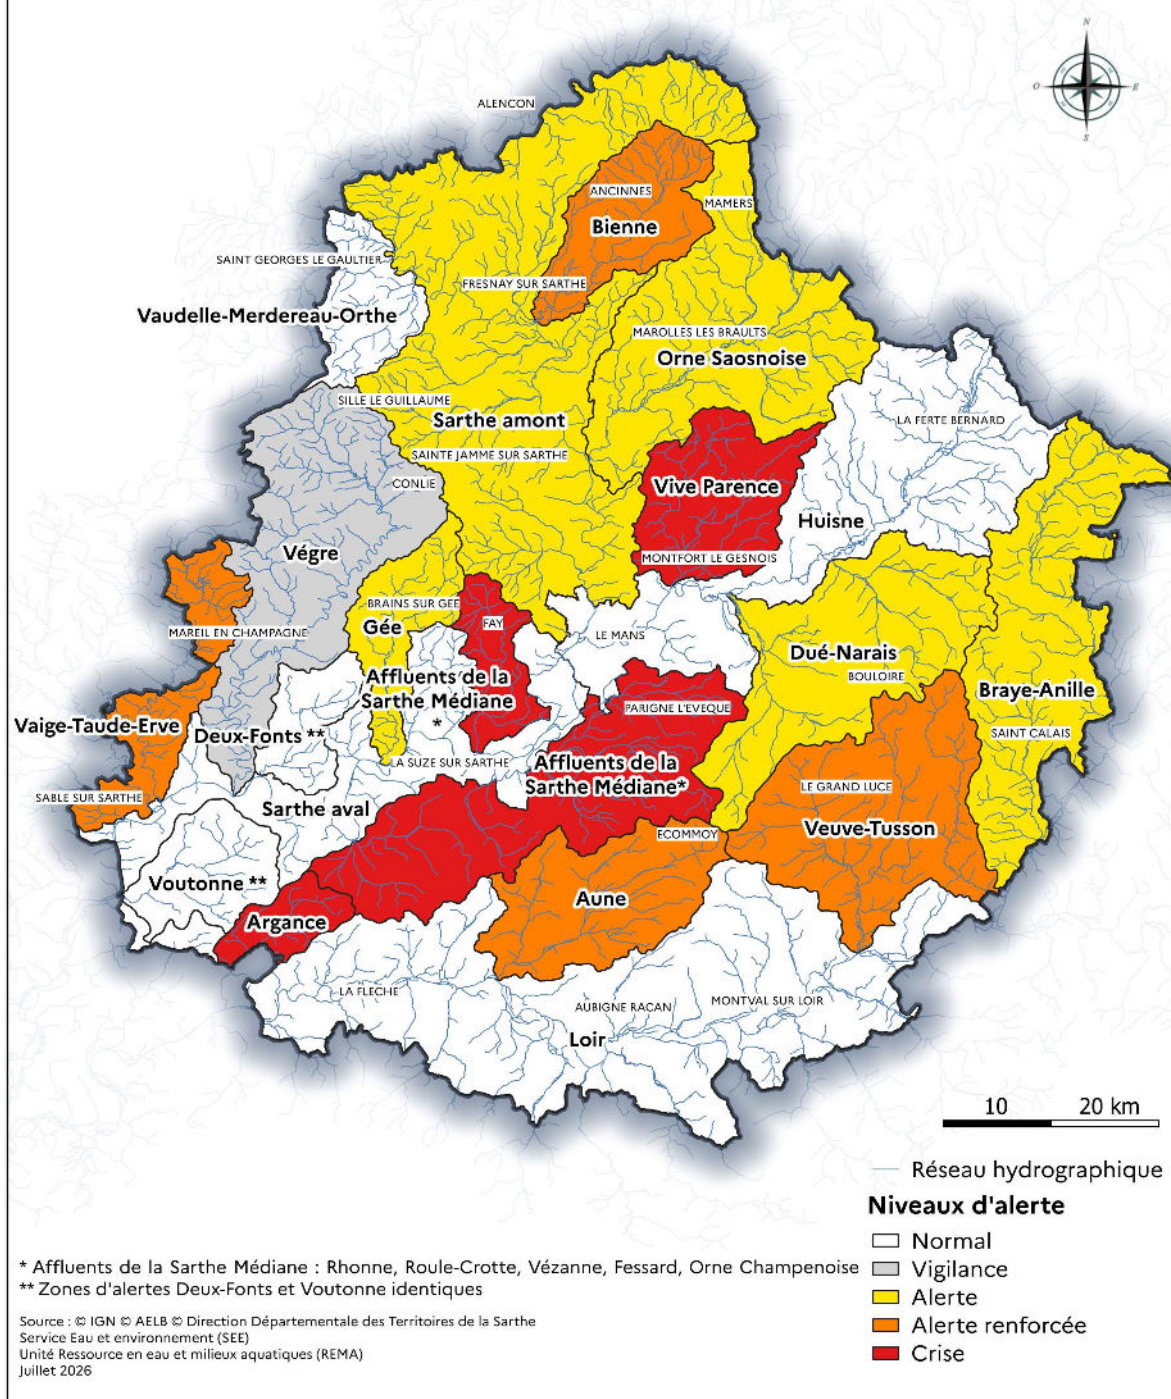 N
O
E
S
ALENCON
ANCINNES
MAMERS
Bienne
SAINT GEORGES LE GAULTIER
FRESNAY SUR SARTHE
Vaudelle-Merdereau-Orthe
MAROLLES LES BRAULTS
Orne Saosnoise
SILLE LE GUILLAUME
Sarthe amont
LA FERTE BERNARD
SAINTE JAMME SUR SARTHE
CONLIE
Vive Parence
Huisne
Végre
MONTFORT LE GESNOIS
BRAINS SUR GEE
FAY
MAREIL EN CHAMPAGNE
Gée
LE MANS
Dué-Narais
BOULOIRE
Affluents de la
Sarthe Médiane
*
Braye-Anille
PARIGNE L'EVEQUE
Vaige-Taude-Erve
Deux-Fonts **
SAINT CALAIS
LA SUZE SUR SARTHE
Affluents de la
Sarthe Médiane*
SABLE SUR SARTHE
Sarthe aval
LE GRAND LUCE
ECOMMOY
Veuve-Tusson
Voutonne **
Aune
Argance
LA FLECHE
AUBIGNE RACAN
MONTVAL SUR LOIR
Loir
10 20 km
Réseau hydrographique
Niveaux d'alerte
Normal
Vigilance
Alerte
Alerte renforcée
Crise
* Affluents de la Sarthe Médiane : Rhonne, Roule-Crotte, Vézanne, Fessard, Orne Champenoise
** Zones d'alertes Deux-Fonts et Voutonne identiques
Source : © IGN © AELB © Direction Départementale des Territoires de la Sarthe
Service Eau et environnement (SEE)
Unité Ressource en eau et milieux aquatiques (REMA)
Juillet 2026